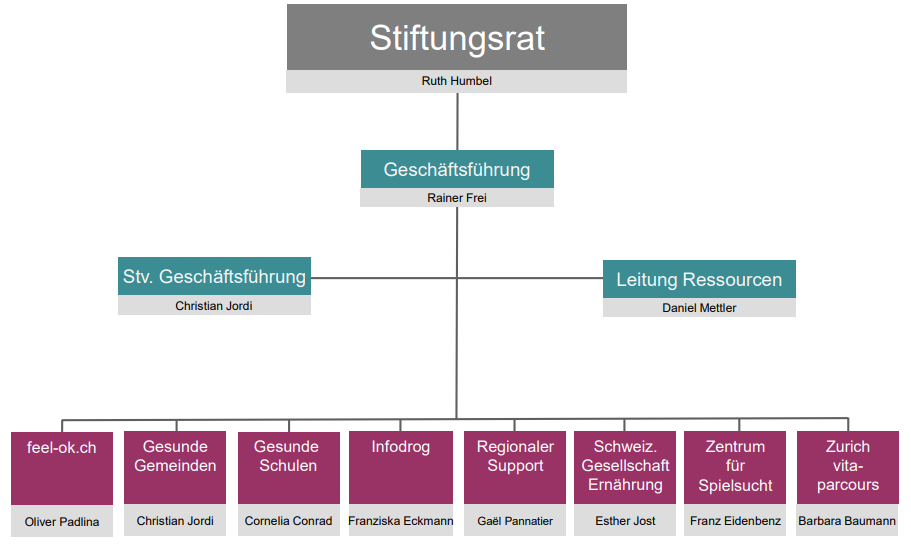 Stiftungsrat
Ruth Humbel
Geschäftsführung
Rainer Frei
Stv. Geschäftsführung
Christian Jordi
Leitung Ressourcen
Daniel Mettler
feel-ok.ch
Oliver Padlina
Gesunde
Gemeinden
Christian Jordi
Gesunde
Schulen
Cornelia Conrad
Infodrog
Franziska Eckmann
Regionaler
Support
Gaël Pannatier
Schweiz.
Gesellschaft
Ernährung
Esther Jost
Zentrum
für
Spielsucht
Franz Eidenbenz
Zurich
vita-
parcours
Barbara Baumann